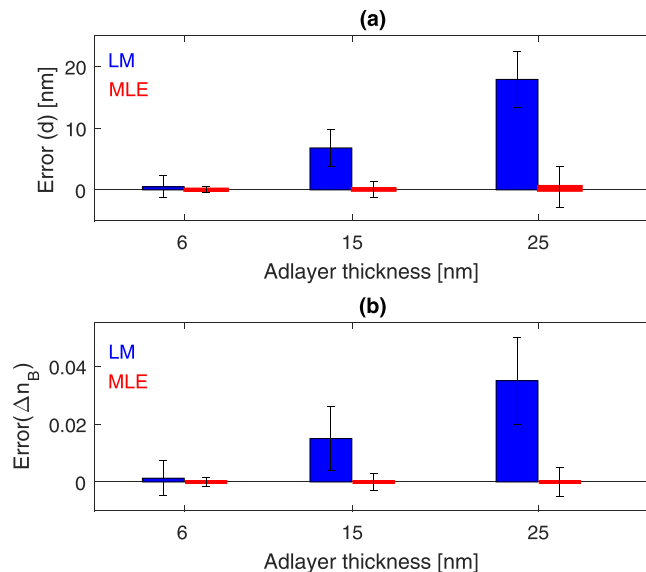 (a)
Error (d) [nm]
20
10
0
LM
MLE
6
15
25
Adlayer thickness [nm]
(b)
Error(Δn_B)
0.04
0.02
0
LM
MLE
6
15
25
Adlayer thickness [nm]